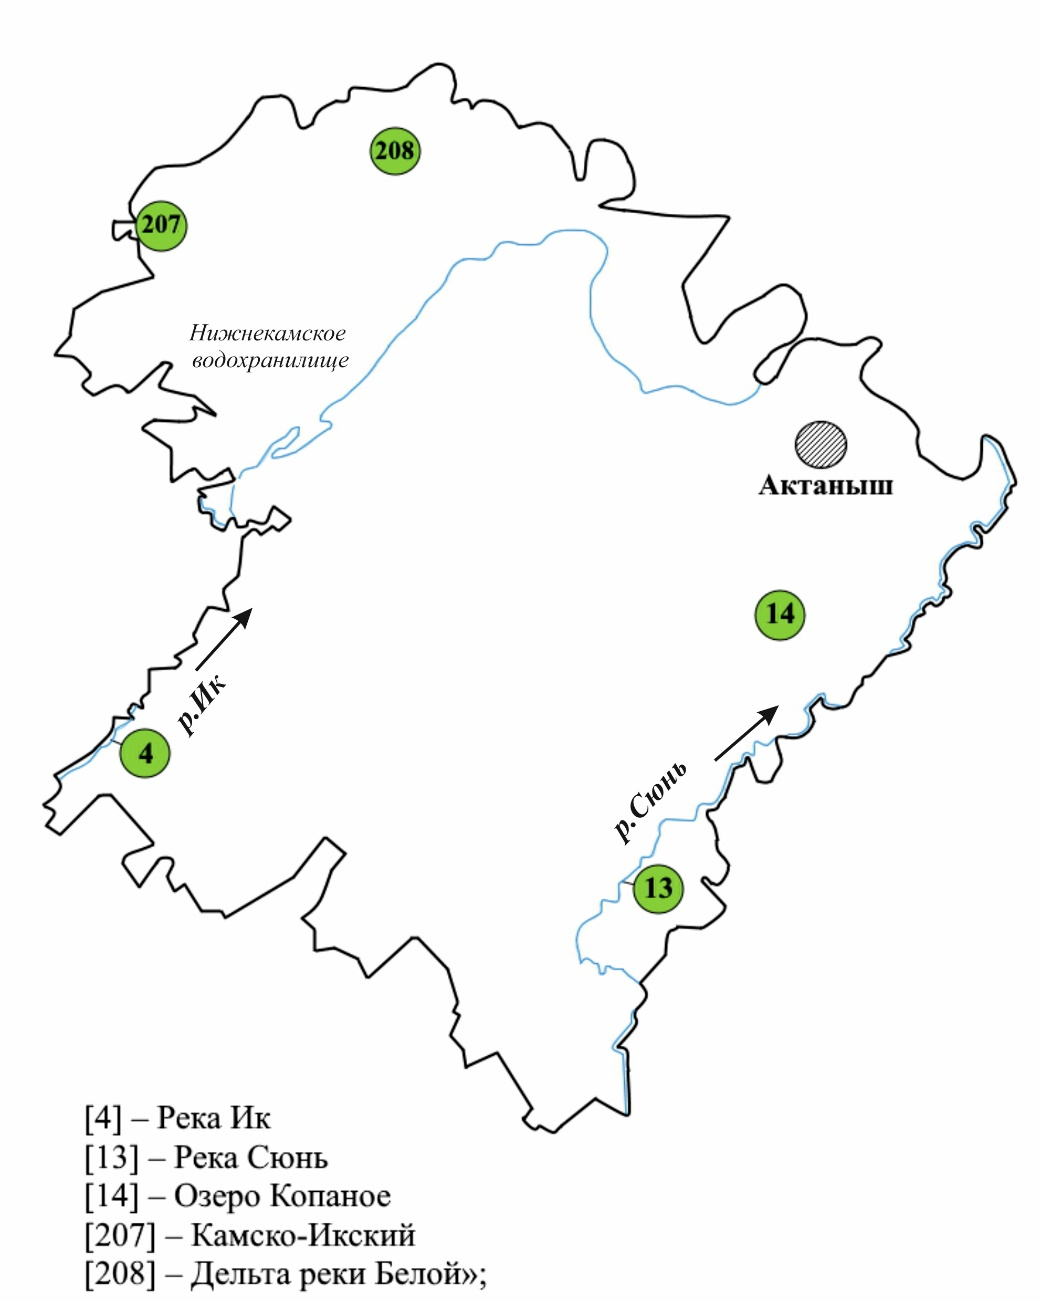 208
207
Нижнекамское
водохранилище
Актаныш
14
р.Ик
4
р.Сюнь
13
[4] – Река Ик
[13] – Река Сюнь
[14] – Озеро Копаное
[207] – Камско-Икский
[208] – Дельта реки Белой»;